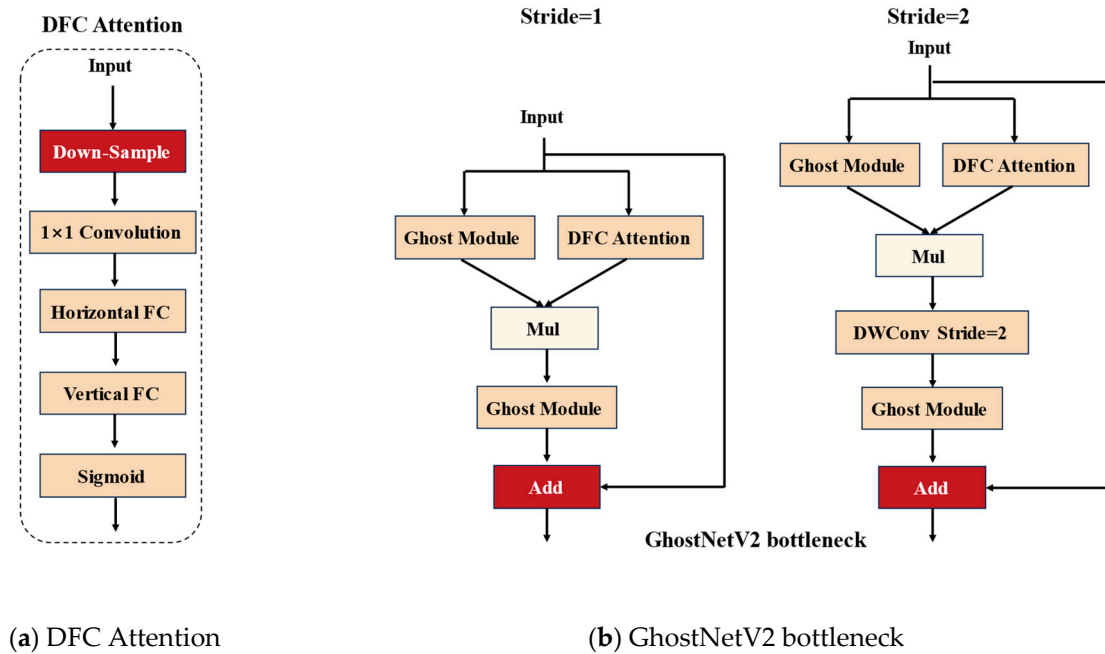 DFC Attention
Input
Down-Sample
1×1 Convolution
Horizontal FC
Vertical FC
Sigmoid
Stride=1
Input
Ghost Module
DFC Attention
Mul
Ghost Module
Add
Stride=2
Input
Ghost Module
DFC Attention
Mul
DWConv Stride=2
Ghost Module
Add
GhostNetV2 bottleneck
(a) DFC Attention
(b) GhostNetV2 bottleneck